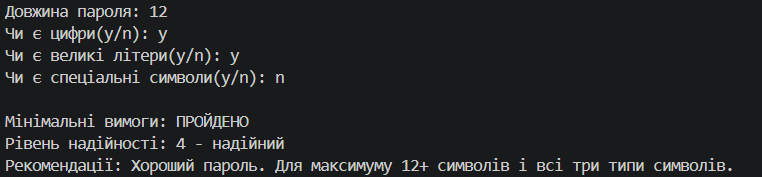 Довжина пароля: 12
Чи є цифри(y/n): y
Чи є великі літери(y/n): y
Чи є спеціальні символи(y/n): n
Мінімальні вимоги: ПРОЙДЕНО
Рівень надійності: 4 - надійний
Рекомендації: Хороший пароль. Для максимуму 12+ символів і всі три типи символів.